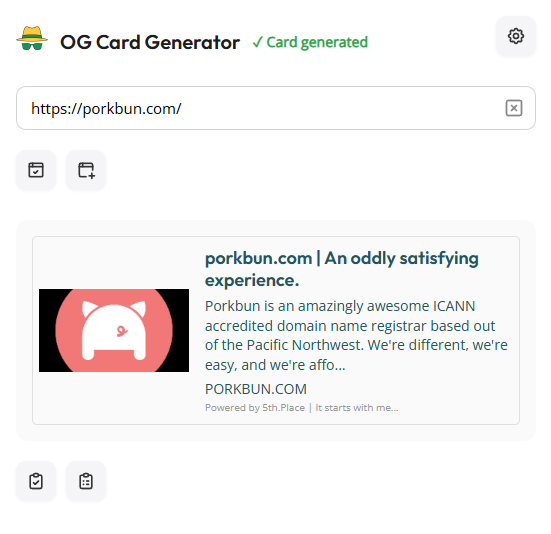 OG Card Generator ✓ Card generated
https://porkbun.com/
porkbun.com | An oddly satisfying
experience.
Porkbun is an amazingly awesome ICANN
accredited domain name registrar based out
of the Pacific Northwest. We're different, we're
easy, and we're affo...
PORKBUN.COM
Powered by 5th.Place | It starts with me...